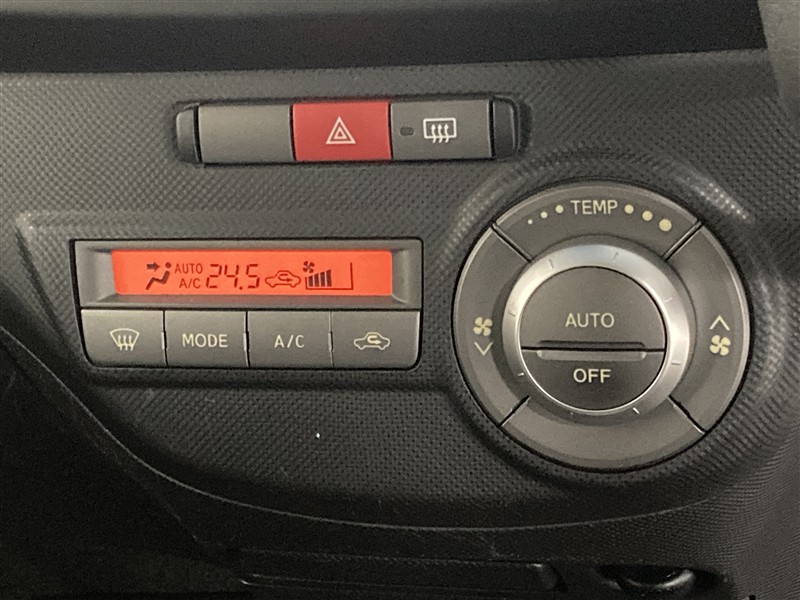 TEMP
AUTO
A/C 24.5
MODE
A/C
AUTO
OFF